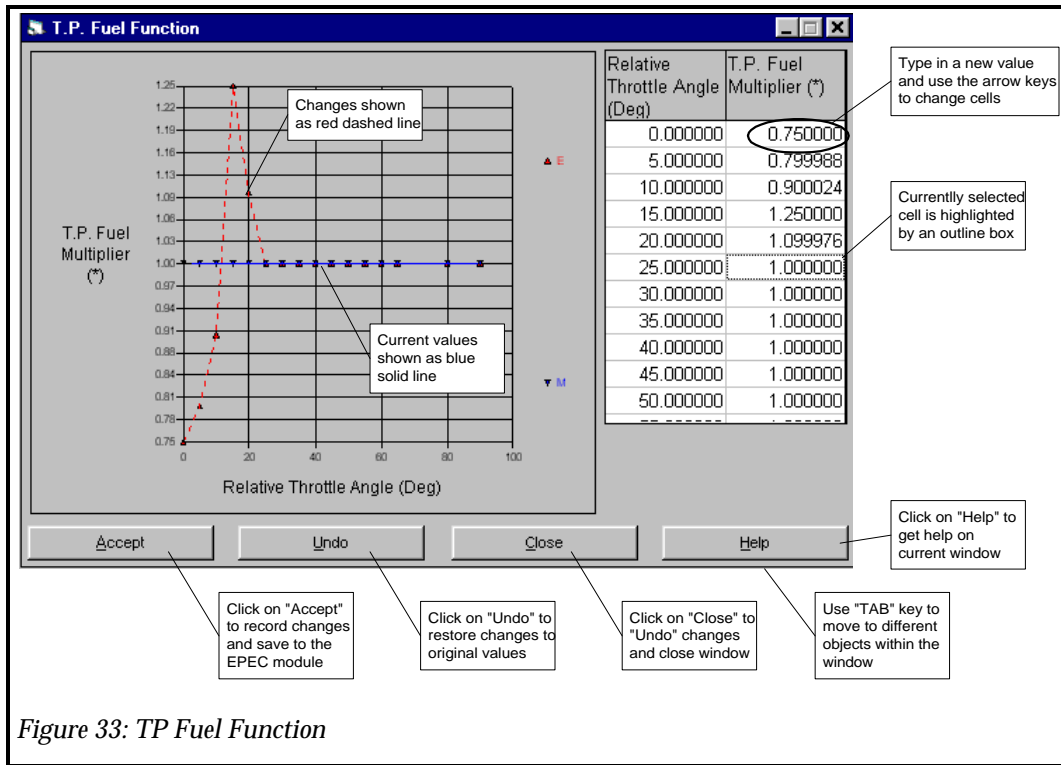 T.P. Fuel Function
1.25
1.22
1.19
1.16
1.13
1.09
1.06
1.03
1.00
0.97
0.94
0.91
0.88
0.84
0.81
0.78
0.75
0
20
40
60
80
100
T.P. Fuel
Multiplier
(*)
Relative Throttle Angle (Deg)
E
M
Changes shown
as red dashed line
Current values
shown as blue
solid line
Relative
Throttle Angle
(Deg)
T.P. Fuel
Multiplier (*)
0.000000 0.750000
5.000000 0.799988
10.000000 0.900024
15.000000 1.250000
20.000000 1.099976
25.000000 1.000000
30.000000 1.000000
35.000000 1.000000
40.000000 1.000000
45.000000 1.000000
50.000000 1.000000
Type in a new value
and use the arrow keys
to change cells
Currentlly selected
cell is highlighted
by an outline box
Click on "Help" to
get help on
current window
Accept
Undo
Close
Help
Click on "Accept"
to record changes
and save to the
EPEC module
Click on "Undo" to
restore changes to
original values
Click on "Close" to
"Undo" changes
and close window
Use "TAB" key to
move to different
objects within the
window
Figure 33: TP Fuel Function